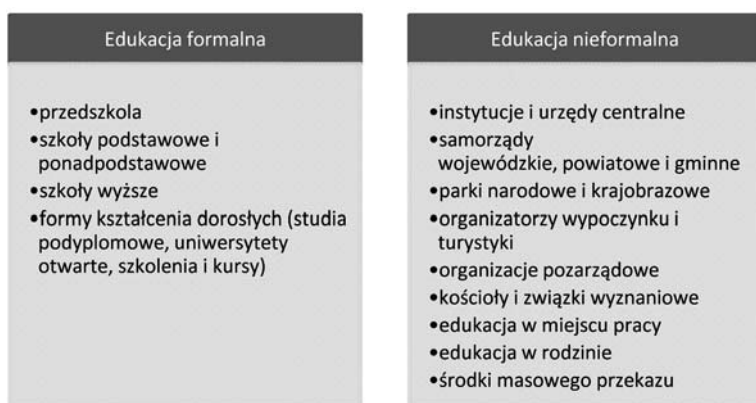 Edukacja formalna
•przedszkola
•szkoły podstawowe i
ponadpodstawowe
•szkoły wyższe
•formy kształcenia dorosłych (studia
podyplomowe, uniwersytety
otwarte, szkolenia i kursy)
Edukacja nieformalna
•instytucje i urzędy centralne
•samorządy
wojewódzkie, powiatowe i gminne
•parki narodowe i krajobrazowe
•organizatorzy wypoczynku i
turystyki
•organizacje pozarządowe
•kościoły i związki wyznaniowe
•edukacja w miejscu pracy
•edukacja w rodzinie
•środki masowego przekazu